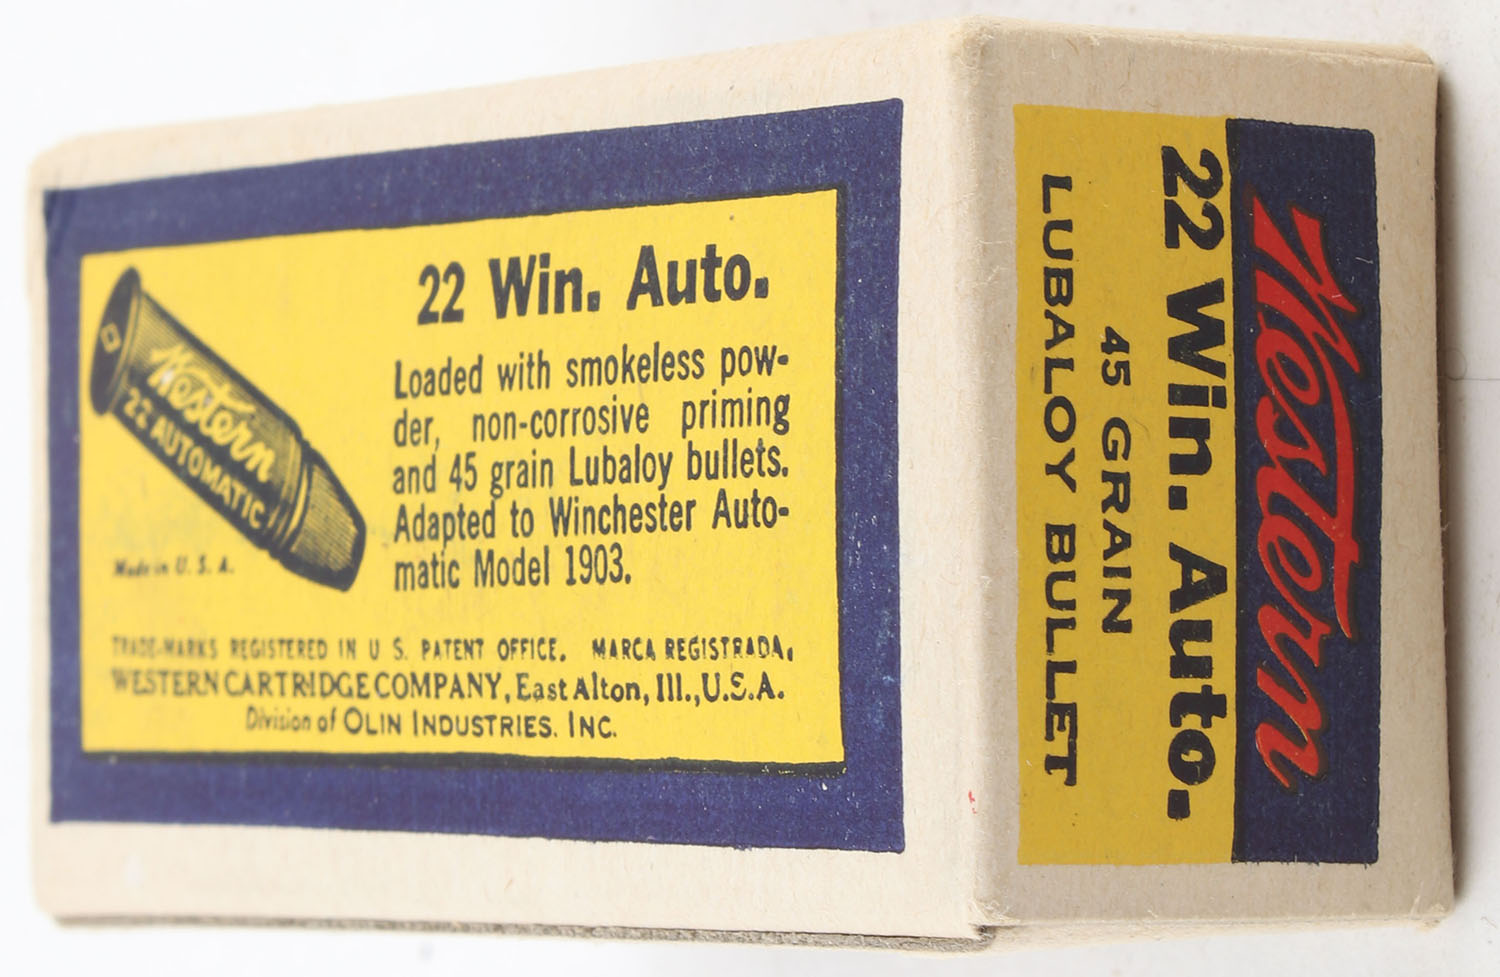 22 Win. Auto.
Loaded with smokeless pow-
der, non-corrosive priming
and 45 grain Lubaloy bullets.
Adapted to Winchester Auto-
matic Model 1903.
Western
22 AUTOMATIC
Made in U. S. A.
TRADE-MARKS REGISTERED IN U S. PATENT OFFICE. MARCA REGISTRADA.
WESTERN CARTRIDGE COMPANY, East Alton, Ill., U.S.A.
Division of OLIN INDUSTRIES. INC.
Western
22 Win. Auto.
45 GRAIN
LUBALOY BULLET